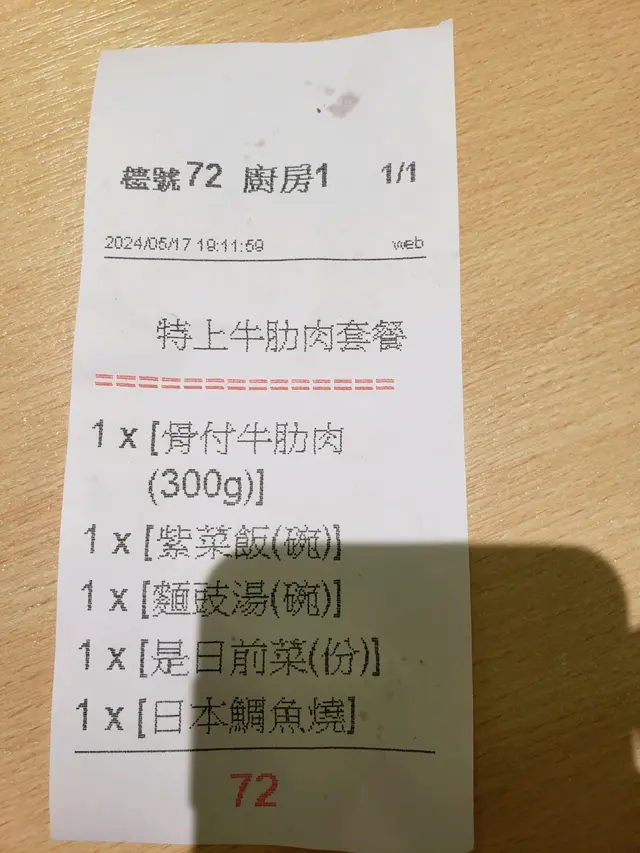 檯號72 廚房1 1/1
2024/05/17 19:11:59 web
特上牛肋肉套餐
==============
1 x [骨付牛肋肉
(300g)]
1 x [紫菜飯(碗)]
1 x [麵豉湯(碗)]
1 x [是日前菜(份)]
1 x [日本鯛魚燒]
72